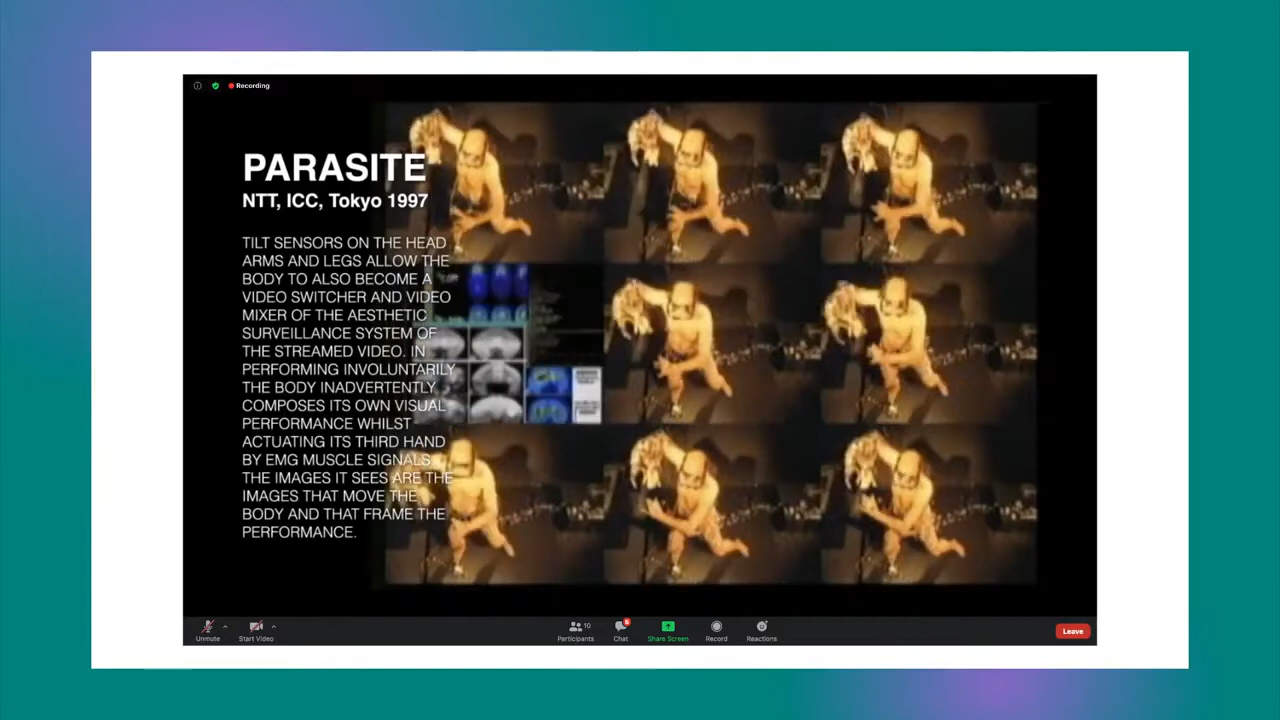 Recording
PARASITE
NTT, ICC, Tokyo 1997
TILT SENSORS ON THE HEAD
ARMS AND LEGS ALLOW THE
BODY TO ALSO BECOME A
VIDEO SWITCHER AND VIDEO
MIXER OF THE AESTHETIC
SURVEILLANCE SYSTEM OF
THE STREAMED VIDEO. IN
PERFORMING INVOLUNTARILY
THE BODY INADVERTENTLY
COMPOSES ITS OWN VISUAL
PERFORMANCE WHILST
ACTUATING ITS THIRD HAND
BY EMG MUSCLE SIGNALS.
THE IMAGES IT SEES ARE THE
IMAGES THAT MOVE THE
BODY AND THAT FRAME THE
PERFORMANCE.
Unmute
Start Video
10
Participants
8
Chat
Share Screen
Record
Reactions
Leave